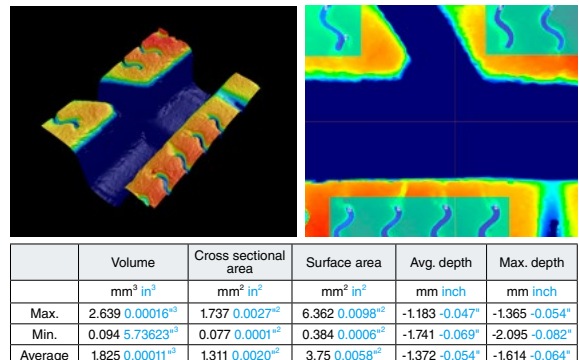 Volume Cross sectional area Surface area Avg. depth Max. depth
mm³ in³ mm² in² mm² in² mm inch mm inch
Max. 2.639 0.00016"³ 1.737 0.0027"² 6.362 0.0098"² -1.183 -0.047" -1.365 -0.054"
Min. 0.094 5.73623"³ 0.077 0.0001"² 0.384 0.0006"² -1.741 -0.069" -2.095 -0.082"
Average 1.825 0.00011"³ 1.311 0.0020"² 3.75 0.0058"² -1.372 -0.054" -1.614 -0.064"